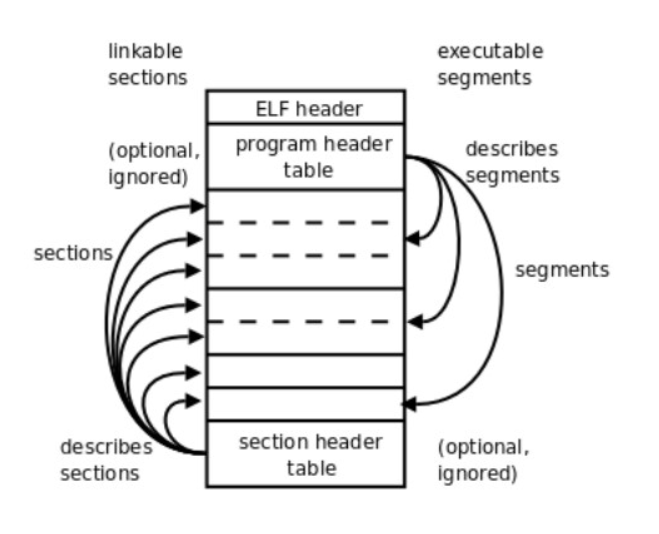 linkable
sections
executable
segments
ELF header
(optional,
ignored)
program header
table
describes
segments
sections
segments
describes
sections
section header
table
(optional,
ignored)